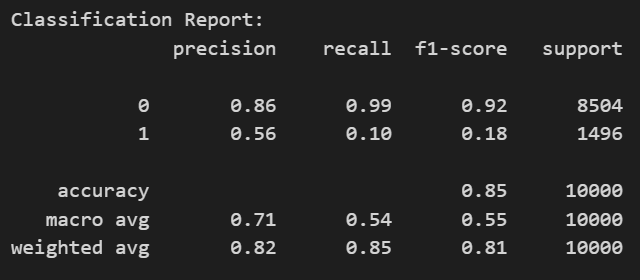 Classification Report:
precision recall f1-score support
0 0.86 0.99 0.92 8504
1 0.56 0.10 0.18 1496
accuracy 0.85 10000
macro avg 0.71 0.54 0.55 10000
weighted avg 0.82 0.85 0.81 10000